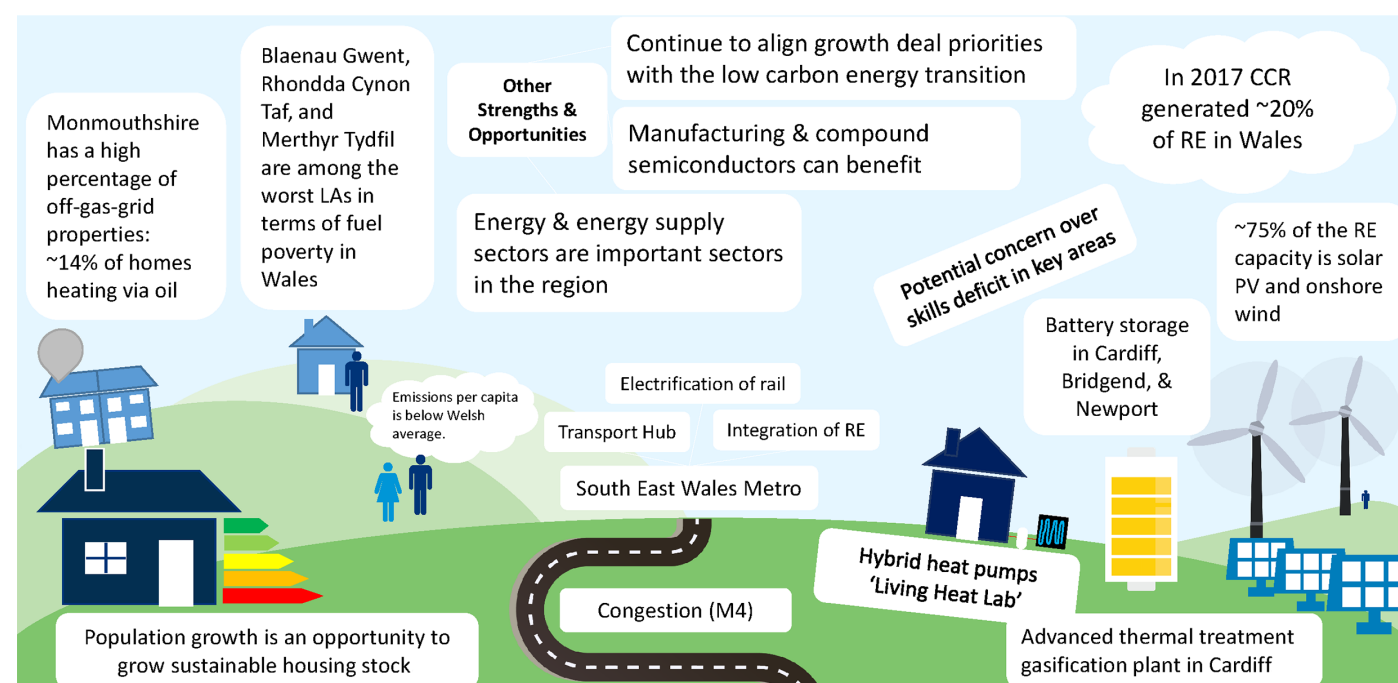 Monmouthshire
has a high
percentage of
off-gas-grid
properties:
~14% of homes
heating via oil
Blaenau Gwent,
Rhondda Cynon
Taf, and
Merthyr Tydfil
are among the
worst LAs in
terms of fuel
poverty in
Wales
Other
Strengths &
Opportunities
Continue to align growth deal priorities
with the low carbon energy transition
Manufacturing & compound
semiconductors can benefit
Energy & energy supply
sectors are important sectors
in the region
In 2017 CCR
generated ~20%
of RE in Wales
Potential concern over
skills deficit in key areas
~75% of the RE
capacity is solar
PV and onshore
wind
Battery storage
in Cardiff,
Bridgend, &
Newport
Emissions per capita
is below Welsh
average.
Electrification of rail
Transport Hub
Integration of RE
South East Wales Metro
Congestion (M4)
Hybrid heat pumps
‘Living Heat Lab’
Population growth is an opportunity to
grow sustainable housing stock
Advanced thermal treatment
gasification plant in Cardiff